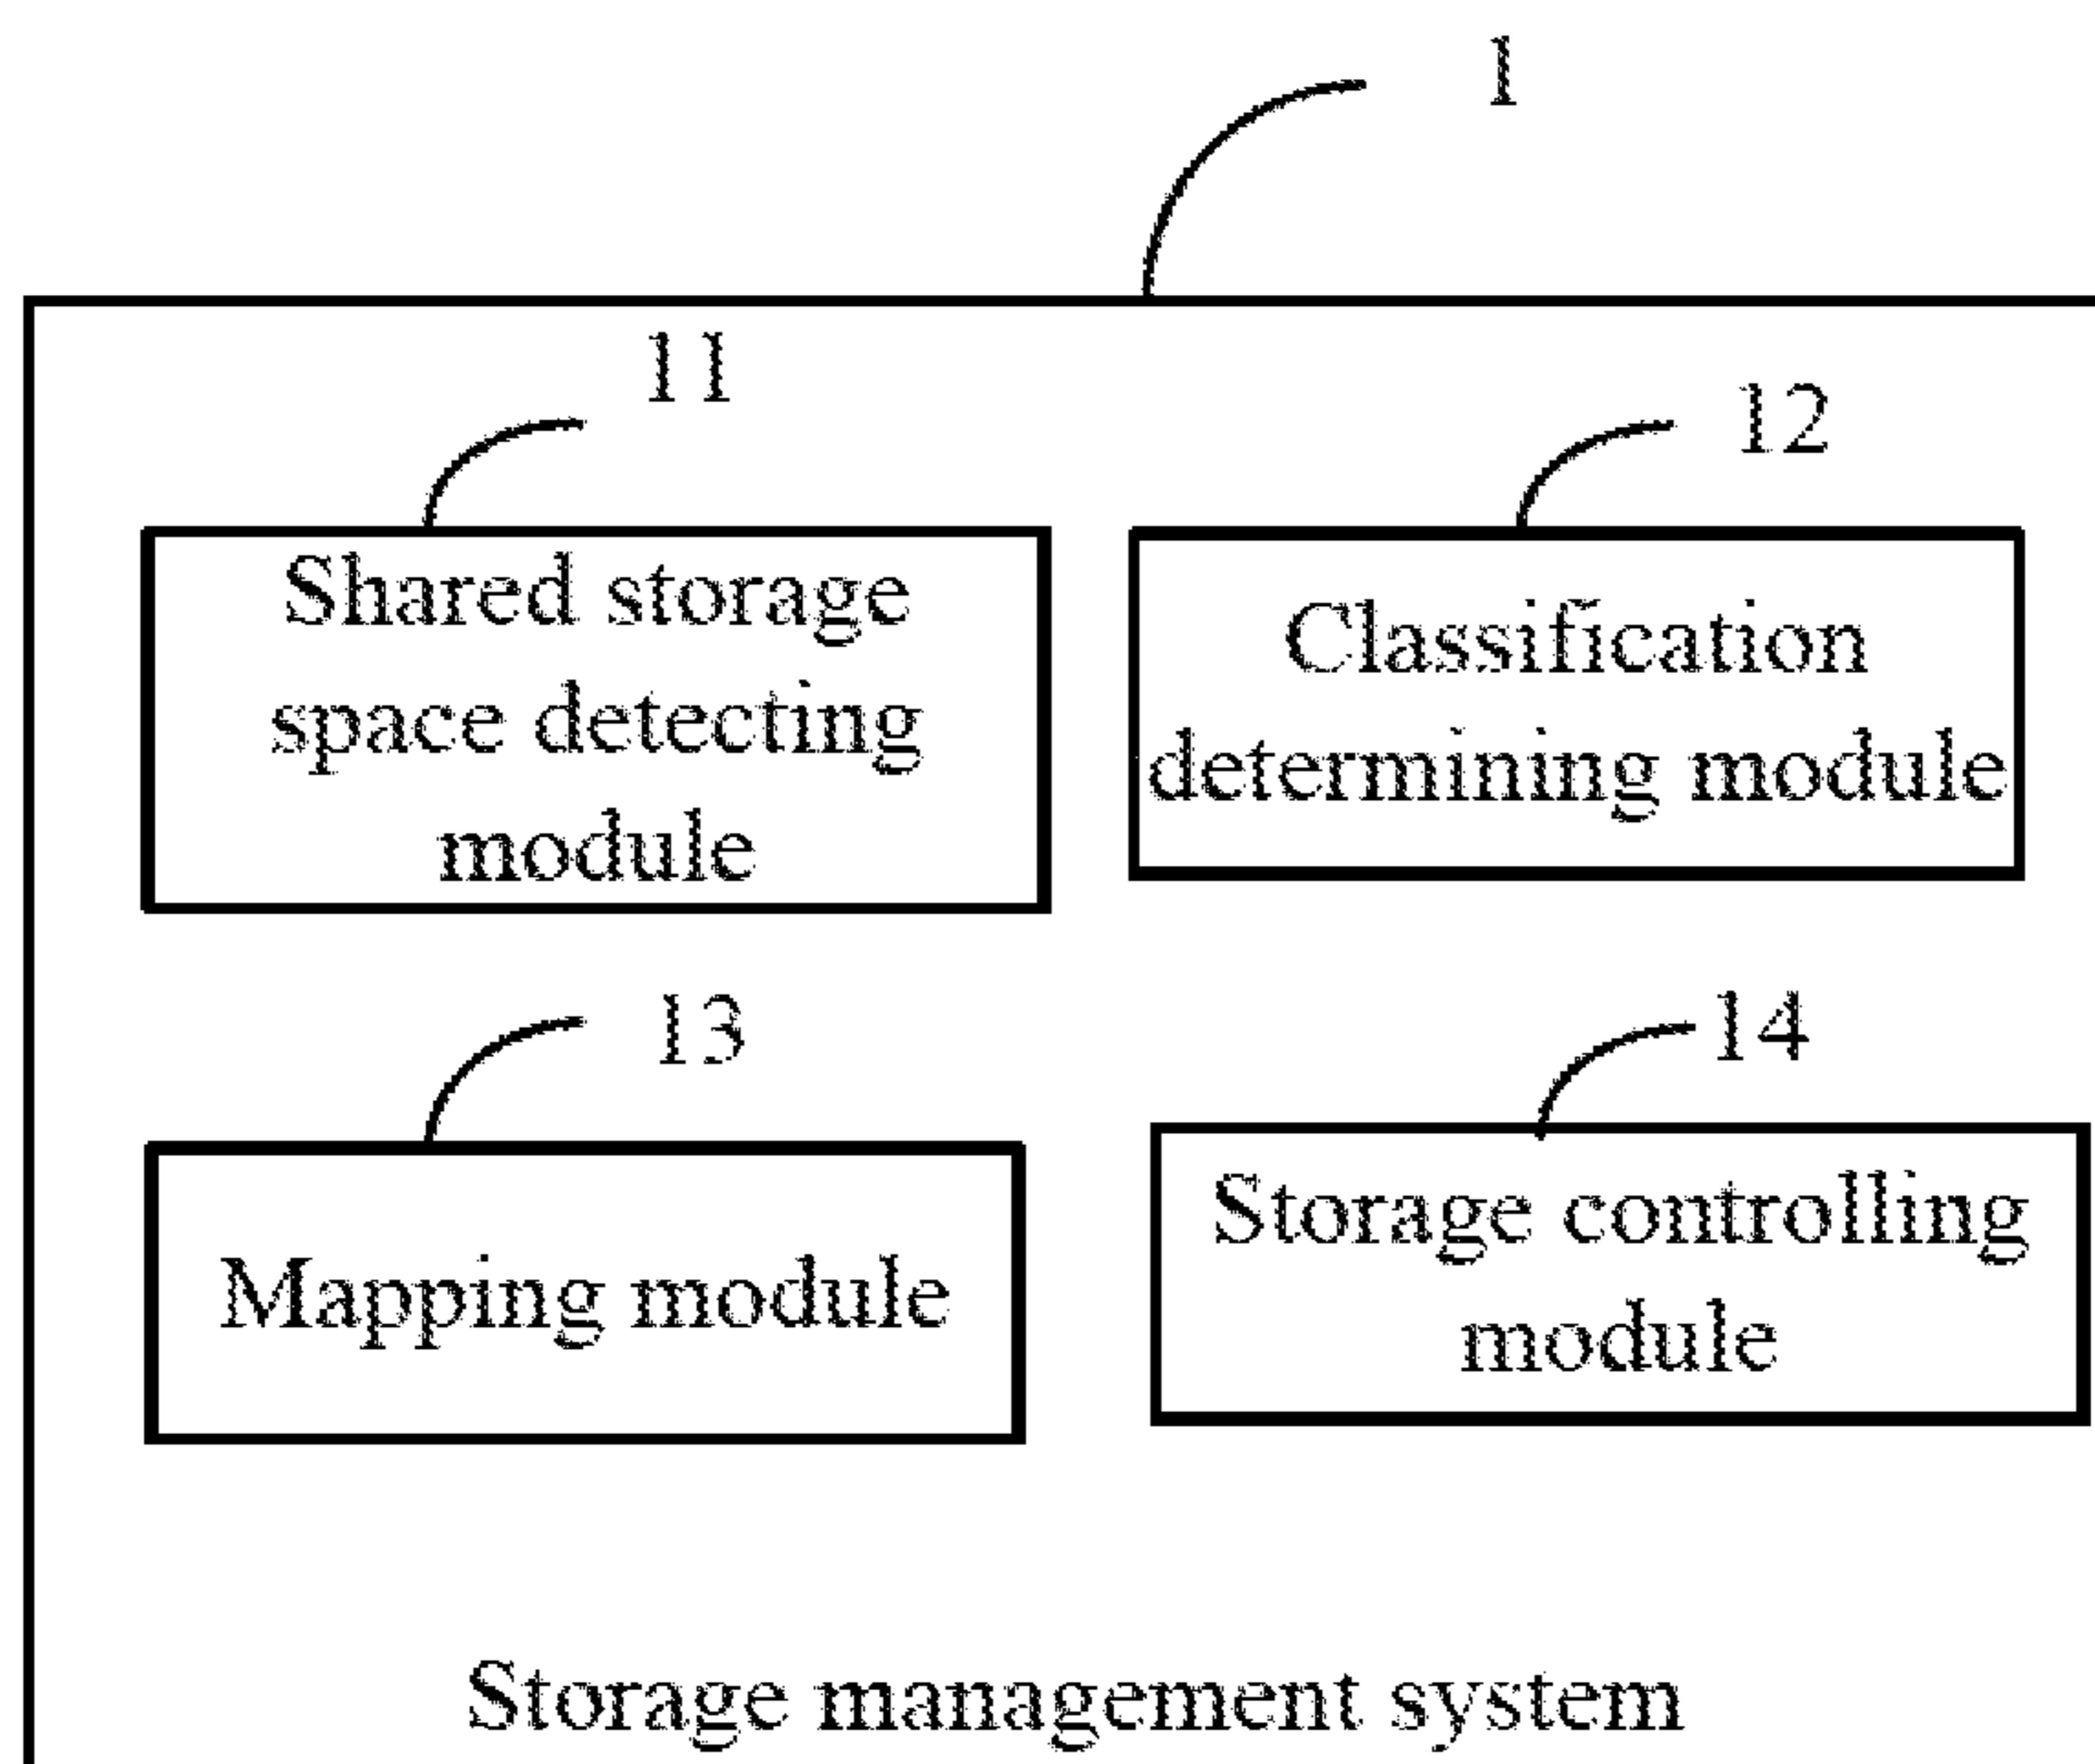 1
11
12
Shared storage
space detecting
module
Classification
determining module
13
14
Mapping module
Storage controlling
module
Storage management system